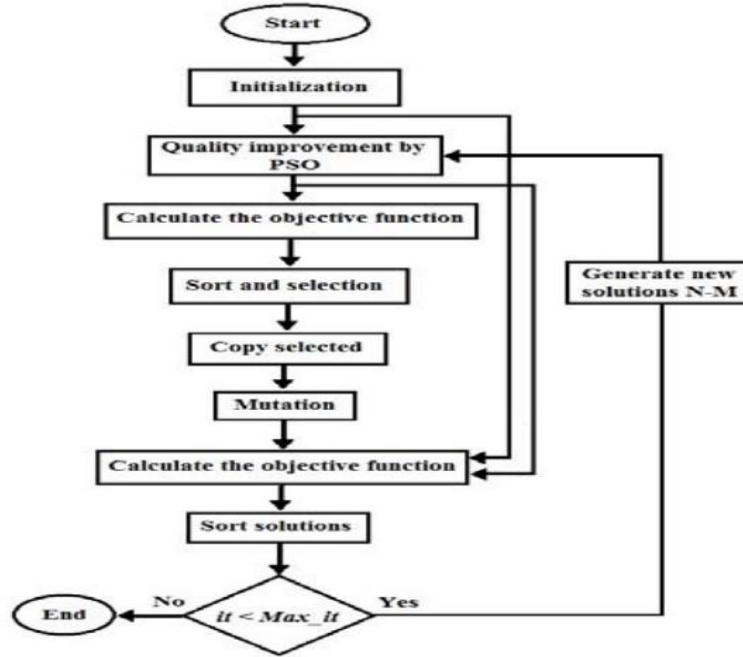 Start
Initialization
Quality improvement by
PSO
Calculate the objective function
Sort and selection
Generate new
solutions N-M
Copy selected
Mutation
Calculate the objective function
Sort solutions
No
Yes
End
it < Max_it